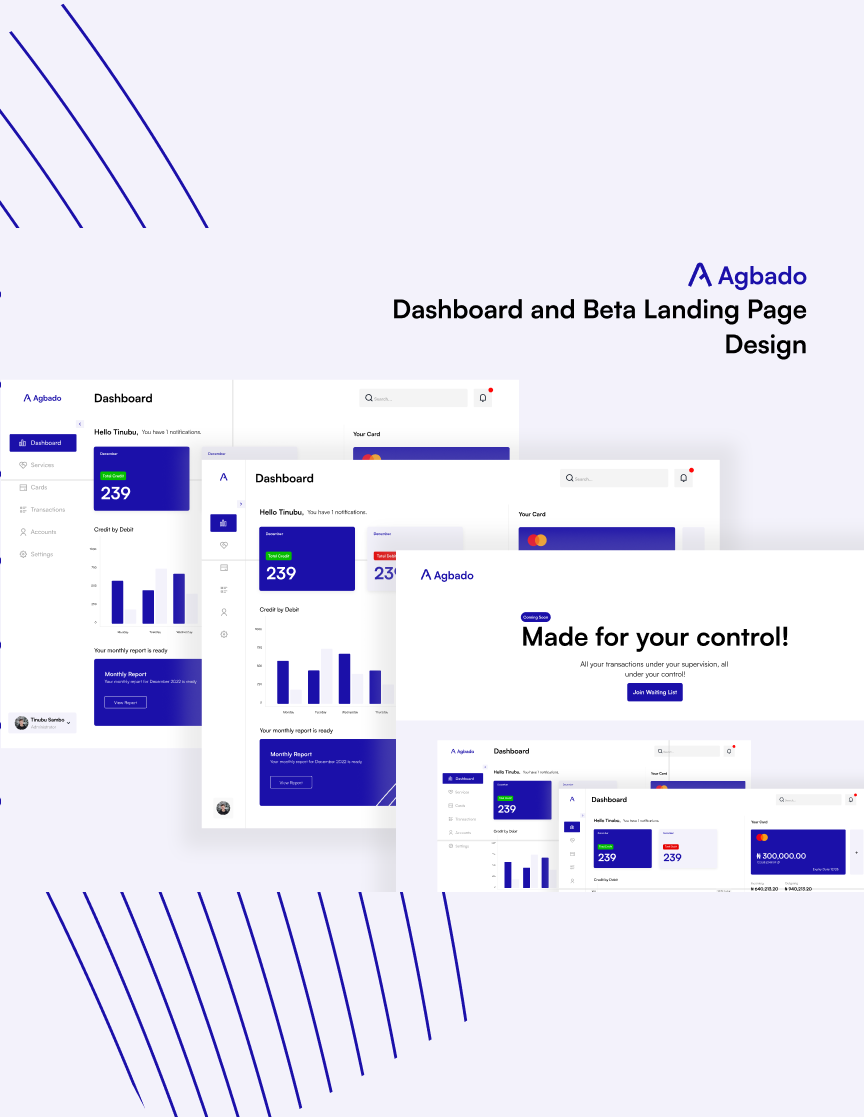 Agbado
Dashboard and Beta Landing Page
Design
Agbado
Dashboard
Search...
Dashboard
Services
Cards
Transactions
Accounts
Settings
Hello Tinubu, You have 1 notifications.
Your Card
December
Total Credit
239
December
Credit by Debit
Monday
Tuesday
Your monthly report is ready
Monthly Report
Your monthly report for December 2022 is ready
View Report
Tinubu Sambo
Administrator
Dashboard
Search...
Hello Tinubu, You have 1 notifications.
Your Card
December
Total Credit
239
December
Total Debit
23
Credit by Debit
Monday
Tuesday
Wednesday
Thursday
Your monthly report is ready
Monthly Report
Your monthly report for December 2022 is ready
View Report
Agbado
Coming Soon
Made for your control!
All your transactions under your supervision, all
under your control!
Join Waiting List
Agbado
Dashboard
Dashboard
Services
Cards
Transactions
Accounts
Settings
Hello Tinubu, You have 1 notifications.
Your Card
239
Credit by Debit
Dashboard
Hello Tinubu, You have 1 notifications.
Your Card
December
239
December
239
₦ 300,000.00
Credit by Debit
₦ 640,213.20
₦ 940,213.20